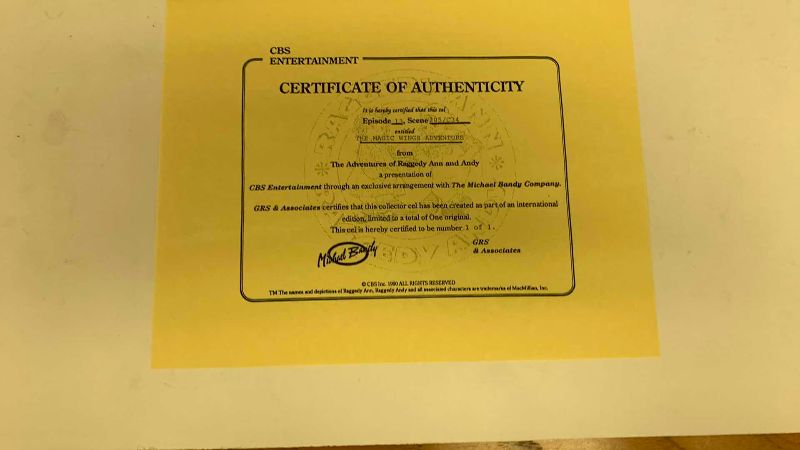 CBS
ENTERTAINMENT
CERTIFICATE OF AUTHENTICITY
It is hereby certified that this cel
Episode 13, Scene
entitled
THE MAGIC WINGS ADVENTURE
from
The Adventures of Raggedy Ann and Andy
a presentation of
CBS Entertainment through an exclusive arrangement with The Michael Bandy Company.
GRS & Associates certifies that this collector cel has been created as part of an international
edition, limited to a total of One original.
This cel is hereby certified to be number 1 of 1.
Michael Bandy
GRS
& Associates
© CBS Inc. 1990 ALL RIGHTS RESERVED
TM The names and depictions of Raggedy Ann, Raggedy Andy and all associated characters are trademarks of MacMillian, Inc.